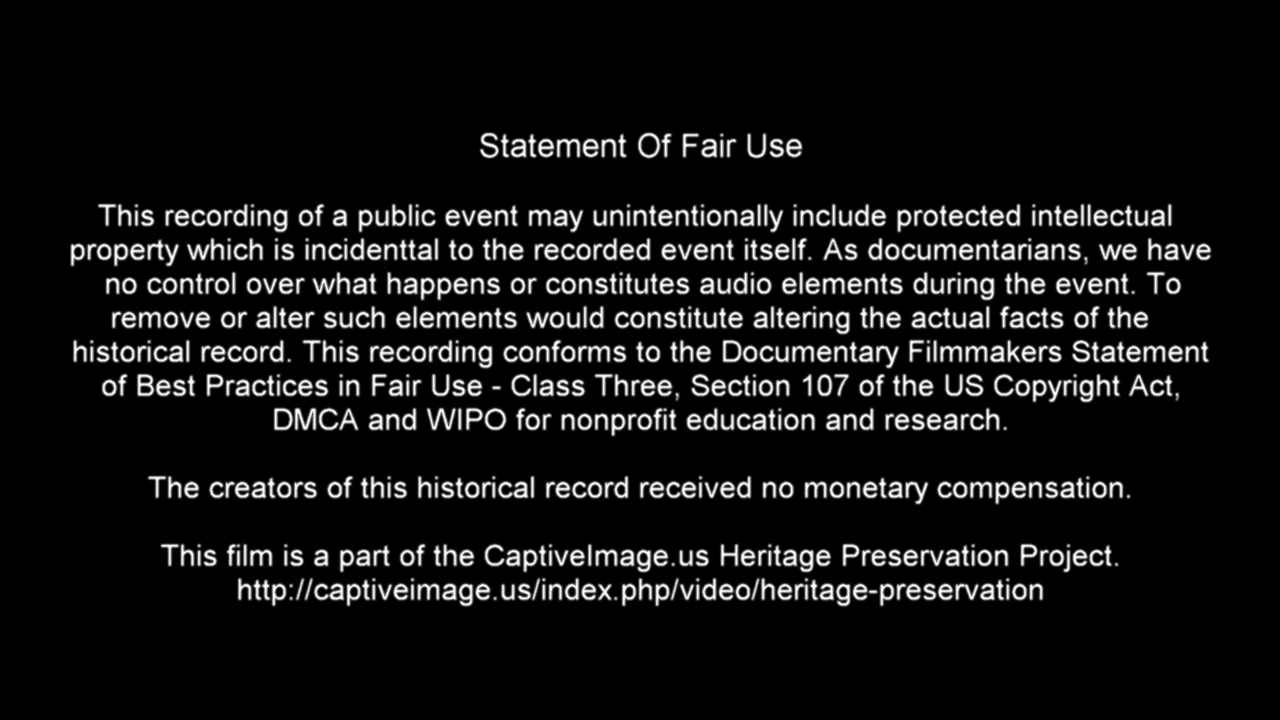 Statement Of Fair Use
This recording of a public event may unintentionally include protected intellectual
property which is incidenttal to the recorded event itself. As documentarians, we have
no control over what happens or constitutes audio elements during the event. To
remove or alter such elements would constitute altering the actual facts of the
historical record. This recording conforms to the Documentary Filmmakers Statement
of Best Practices in Fair Use - Class Three, Section 107 of the US Copyright Act,
DMCA and WIPO for nonprofit education and research.
The creators of this historical record received no monetary compensation.
This film is a part of the CaptiveImage.us Heritage Preservation Project.
http://captiveimage.us/index.php/video/heritage-preservation